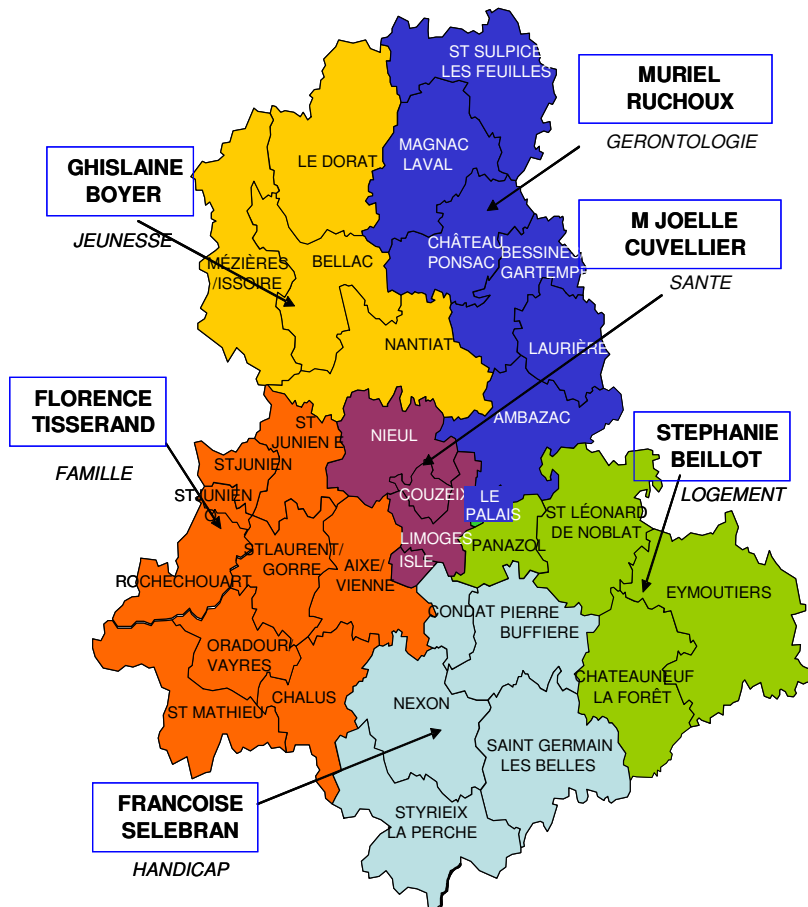 ST SULPICE
LES FEUILLES
MURIEL
RUCHOUX
GERONTOLOGIE
MAGNAC
LAVAL
LE DORAT
GHISLAINE
BOYER
JEUNESSE
M JOELLE
CUVELLIER
SANTE
CHÂTEAU
PONSAC
BESSINES
GARTEMPE
MÉZIÈRES
/ISSOIRE
BELLAC
NANTIAT
LAURIÈRE
AMBAZAC
FLORENCE
TISSERAND
FAMILLE
ST
JUNIEN E
NIEUL
STEPHANIE
BEILLOT
LOGEMENT
STJUNIEN
STJUNIEN
COUZEIX
LE
PALAIS
ST LÉONARD
DE NOBLAT
LIMOGES
PANAZOL
ISLE
STLAURENT/
GORRE
AIXE/
VIENNE
ROCHECHOUART
EYMOUTIERS
CONDAT
PIERRE
BUFFIERE
ORADOUR/
VAYRES
CHATEAUNEUF
LA FORÊT
CHALUS
NEXON
ST MATHIEU
SAINT GERMAIN
LES BELLES
FRANCOISE
SELEBRAN
HANDICAP
STYRIEIX
LA PERCHE